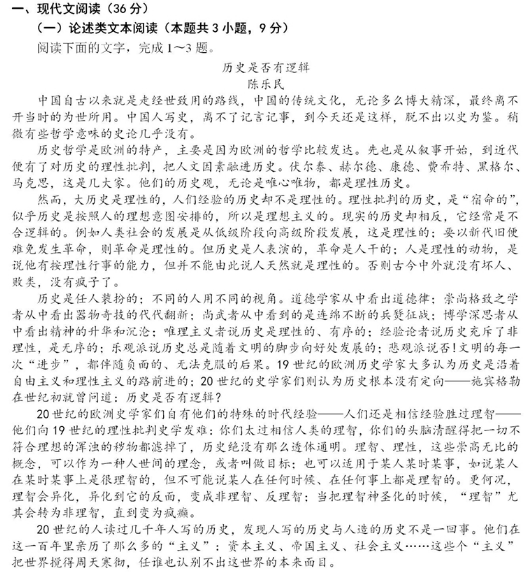 一、现代文阅读（36分）
（一）论述类文本阅读（本题共3小题，9分）
阅读下面的文字，完成1～3题。
历史是否有逻辑
陈乐民
中国自古以来就是走经世致用的路线，中国的传统文化，无论多么博大精深，最终离不
开当时的为世所用。中国人写史，离不了记言记事，到今天还是这样，脱不出以史为鉴。稍
微有些哲学意味的史论几乎没有。
历史哲学是欧洲的特产，主要是因为欧洲的哲学比较发达。先也是从叙事开始，到近代
便有了对历史的理性批判，把人文因素融进历史。伏尔泰、赫尔德、康德、费希特、黑格尔、
马克思，这是几大家。他们的历史观，无论是唯心唯物，都是理性历史。
然而，大历史是理性的，人们经验的历史却不是理性的。理性批判的历史，是“宿命的”，
似乎历史是按照人的理想意图安排的，所以是理想主义的。现实的历史却相反，它经常是不
合逻辑的。例如人类社会的发展是从低级阶段向高级阶段发展，这是理性的；要以新代旧便
难免发生革命，则革命是理性的。但历史是人表演的，革命是人干的；人是理性的动物，是
说他有按理性行事的能力，但并不能由此说人天然就是理性的。否则古今中外就没有坏人、
败类，没有疯子了。
历史是任人装扮的；不同的人用不同的视角。道德学家从中看出道德律；崇尚格致之学
者从中看出器物奇技的代代翻新；尚武者从中看到的是连绵不断的兵燹征战；博学深思者从
中看出精神的升华和沉沦；唯理主义者说历史是理性的、有序的；经验论者说历史充斥了非
理性，是无序的；乐观派说历史总是随着文明的脚步向好处发展的；悲观派说否！文明的每一
次“进步”，都伴随负面的、无法克服的后果。19世纪的欧洲历史学家大多认为历史是沿着
自由主义和理性主义的路前进的；20世纪的史学家们则认为历史根本没有定向——施宾格勒
在世纪初就曾问道：历史是否有逻辑？
20世纪的欧洲史学家们自有他们的特殊的时代经验——人们还是相信经验胜过理智——
他们向19世纪的理性批判史学发难：你们太过相信人类的理智，你们的头脑清醒得把一切不
符合理想的浑浊的秽物都滤掉了，历史绝没有那么透体通明。理智、理性，这些崇高无比的
概念，可以作为一种人世间的理念，或者叫做目标；也可以适用于某人某时某事，如说某人
在某时某事上是很理智的，但不可能说某人在任何时候、在任何事上都是理智的。更何况，
理智会异化，异化到它的反面，变成非理智、反理智；当把理智神圣化的时候，“理智”尤
其会转为非理智，直到变为疯癫。
20世纪的人读过几千年人写的历史，发现人写的历史与人造的历史不是一回事。他们在
这一百年里亲历了那么多的“主义”：资本主义、帝国主义、社会主义……这些个“主义”
把世界搅得周天寒彻，任谁也认别不出这世界的本来面目。